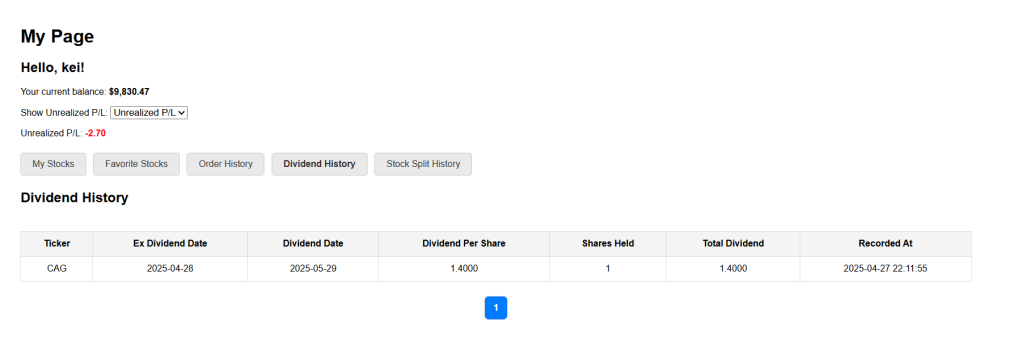 My Page
Hello, kei!
Your current balance: $9,830.47
Show Unrealized P/L: Unrealized P/L
Unrealized P/L: -2.70
My Stocks Favorite Stocks Order History Dividend History Stock Split History
Dividend History
Ticker Ex Dividend Date Dividend Date Dividend Per Share Shares Held Total Dividend Recorded At
CAG 2025-04-28 2025-05-29 1.4000 1 1.4000 2025-04-27 22:11:55
1